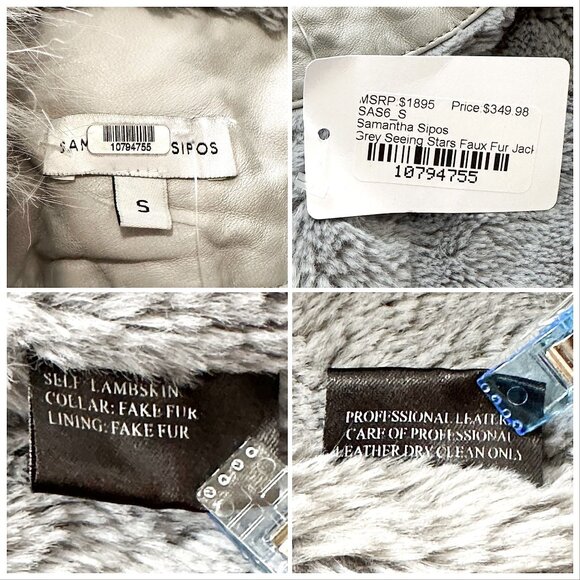 SAM SIPOS
10794755
S
MSRP $1895 Price $349.98
SAS6_S
Samantha Sipos
Grey Seeing Stars Faux Fur Jack
10794755
SELF: LAMBSKIN
COLLAR: FAKE FUR
LINING: FAKE FUR
PROFESSIONAL LEATHER
CARE OF PROFESSIONAL
LEATHER DRY CLEAN ONLY